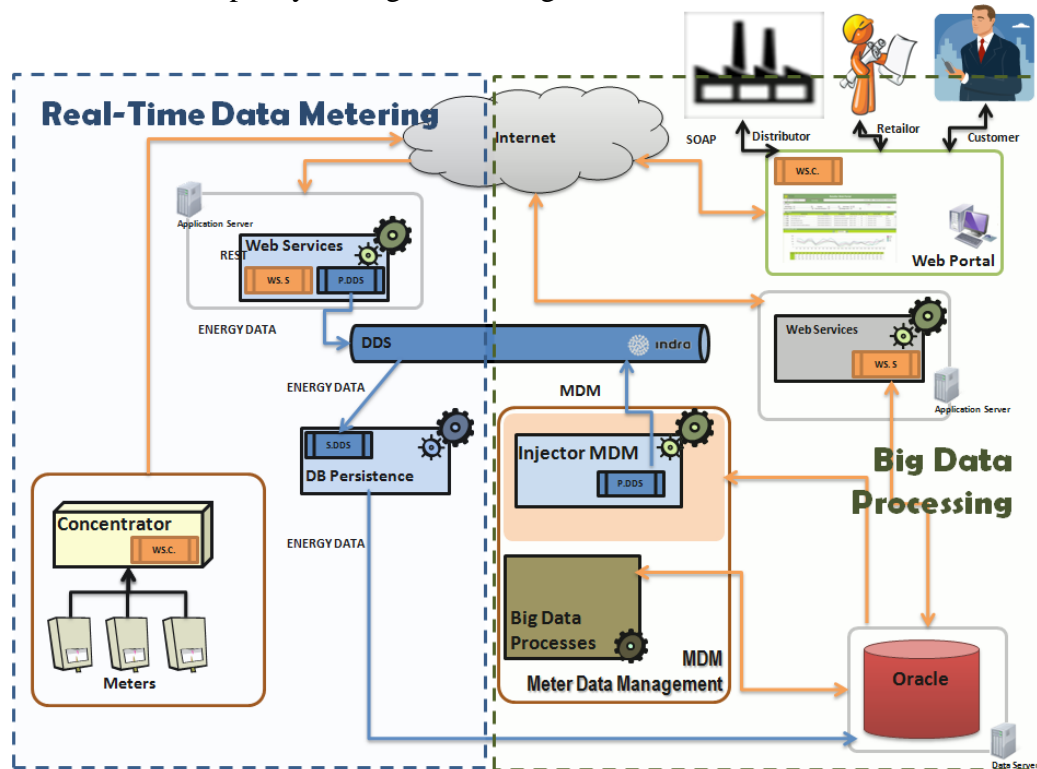 Real-Time Data Metering
Internet
SOAP
Distributor
Retailor
Customer
WS.C.
Web Portal
Application Server
REST
Web Services
WS. S
P.DDS
ENERGY DATA
DDS
indra
ENERGY DATA
MDM
Web Services
WS. S
Application Server
S.DDS
DB Persistence
Injector MDM
P.DDS
Big Data
Processing
Concentrator
WS.C.
Meters
ENERGY DATA
Big Data
Processes
MDM
Meter Data Management
Oracle
Data Server